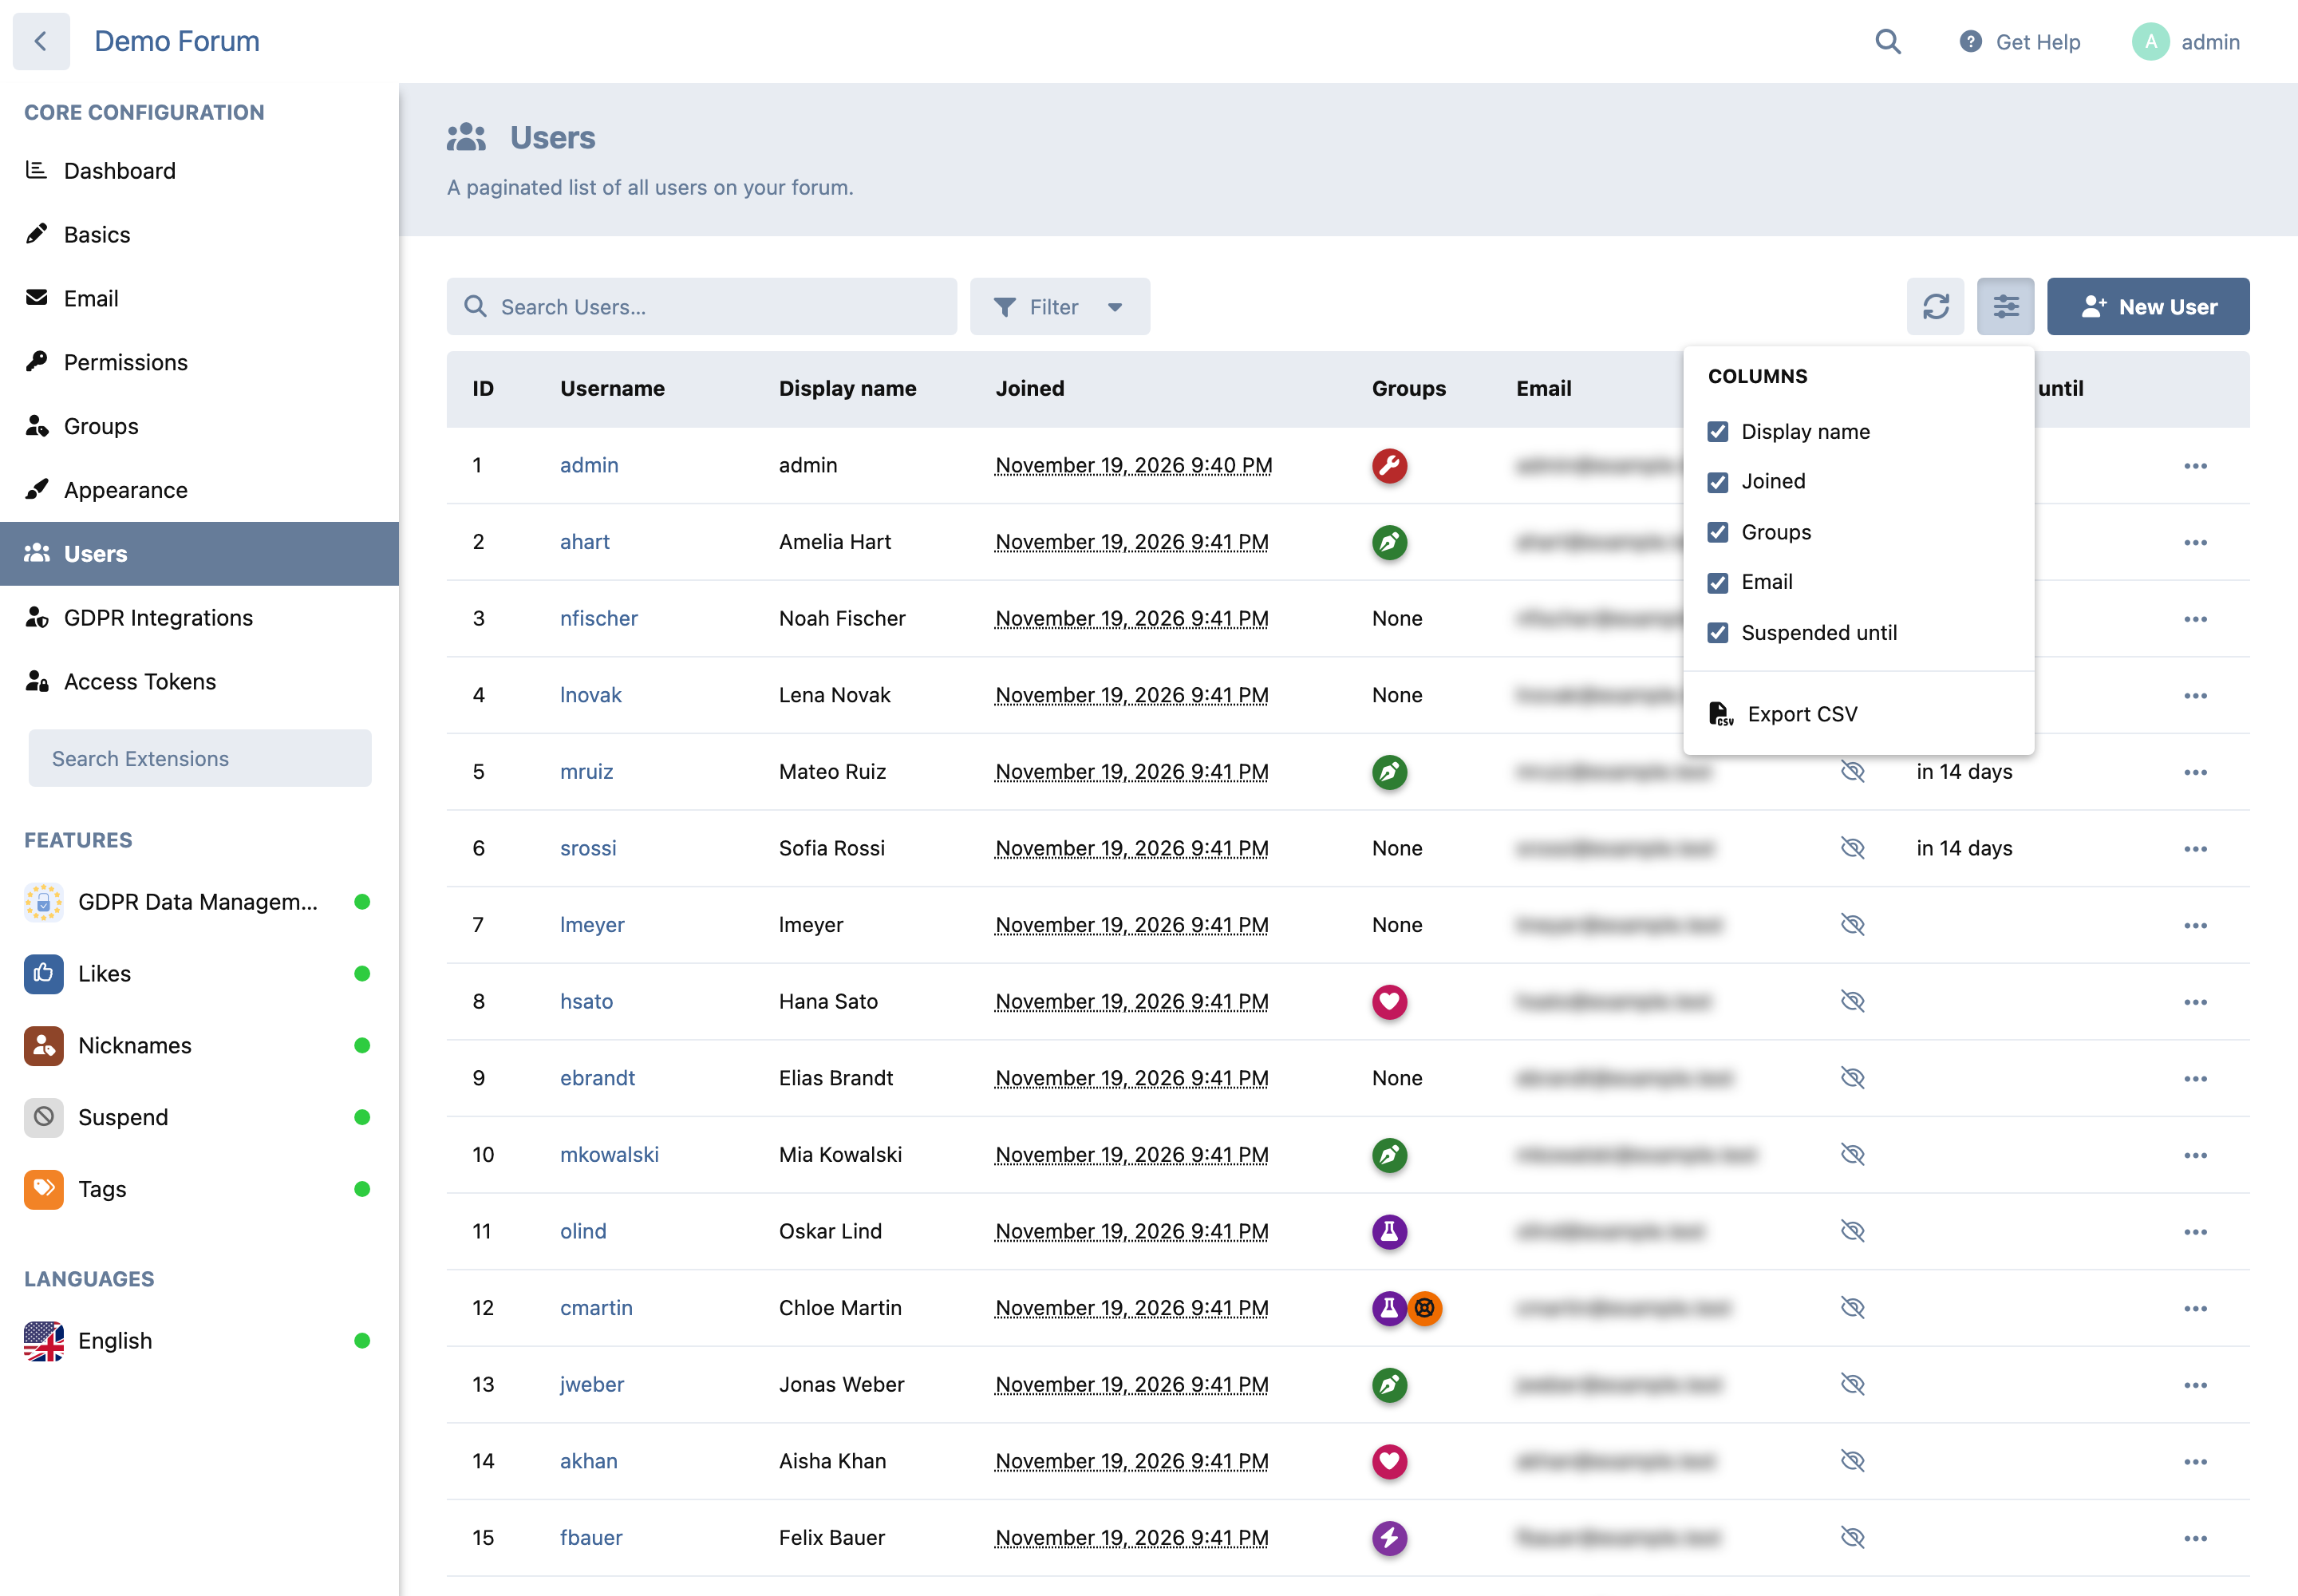 Demo Forum
Get Help
A
admin
CORE CONFIGURATION
Dashboard
Basics
Email
Permissions
Groups
Appearance
Users
GDPR Integrations
Access Tokens
Search Extensions
FEATURES
GDPR Data Managem...
Likes
Nicknames
Suspend
Tags
LANGUAGES
English
Users
A paginated list of all users on your forum.
Search Users...
Filter
New User
ID Username Display name Joined Groups Email until
1 admin admin November 19, 2026 9:40 PM
2 ahart Amelia Hart November 19, 2026 9:41 PM
3 nfischer Noah Fischer November 19, 2026 9:41 PM None
4 lnovak Lena Novak November 19, 2026 9:41 PM None
5 mruiz Mateo Ruiz November 19, 2026 9:41 PM in 14 days
6 srossi Sofia Rossi November 19, 2026 9:41 PM None in 14 days
7 lmeyer lmeyer November 19, 2026 9:41 PM None
8 hsato Hana Sato November 19, 2026 9:41 PM
9 ebrandt Elias Brandt November 19, 2026 9:41 PM None
10 mkowalski Mia Kowalski November 19, 2026 9:41 PM
11 olind Oskar Lind November 19, 2026 9:41 PM
12 cmartin Chloe Martin November 19, 2026 9:41 PM
13 jweber Jonas Weber November 19, 2026 9:41 PM
14 akhan Aisha Khan November 19, 2026 9:41 PM
15 fbauer Felix Bauer November 19, 2026 9:41 PM
COLUMNS
Display name
Joined
Groups
Email
Suspended until
CSV
Export CSV